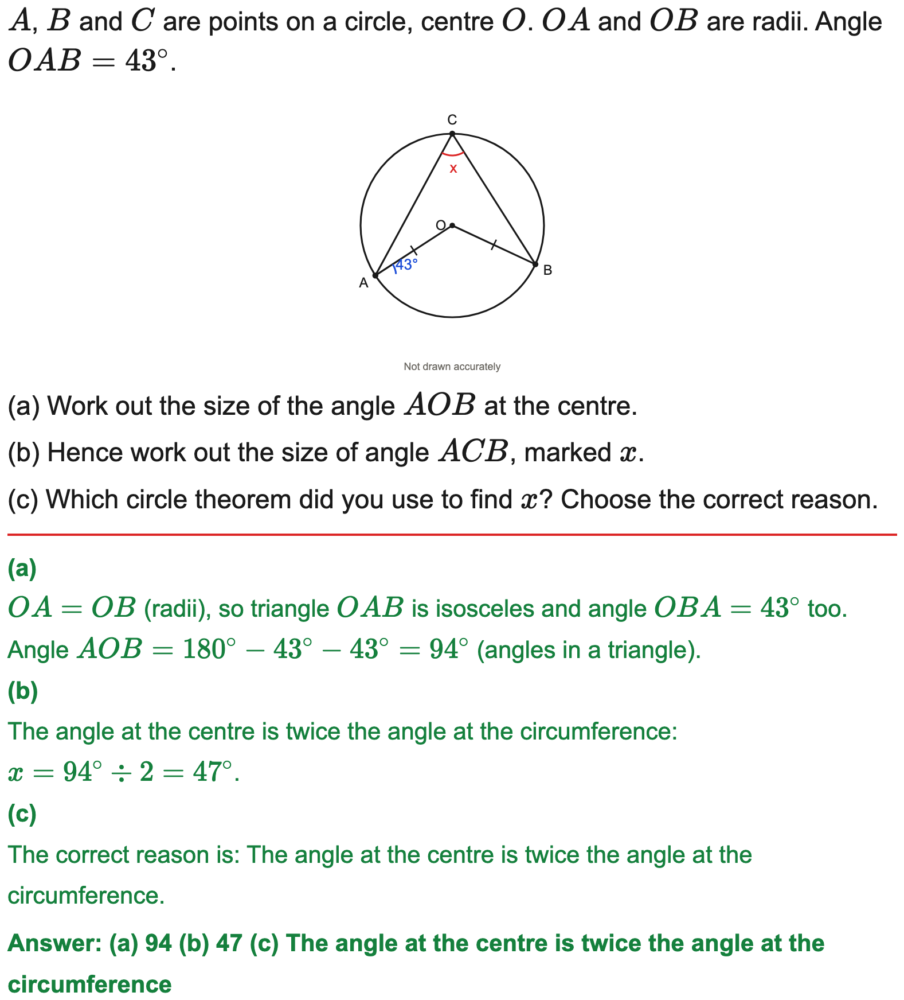 A, B and C are points on a circle, centre O. OA and OB are radii. Angle
OAB = 43°.
C
x
O
43°
A
B
Not drawn accurately
(a) Work out the size of the angle AOB at the centre.
(b) Hence work out the size of angle ACB, marked x.
(c) Which circle theorem did you use to find x? Choose the correct reason.
(a)
OA = OB (radii), so triangle OAB is isosceles and angle OBA = 43° too.
Angle AOB = 180° − 43° − 43° = 94° (angles in a triangle).
(b)
The angle at the centre is twice the angle at the circumference:
x = 94° ÷ 2 = 47°.
(c)
The correct reason is: The angle at the centre is twice the angle at the
circumference.
Answer: (a) 94 (b) 47 (c) The angle at the centre is twice the angle at the
circumference